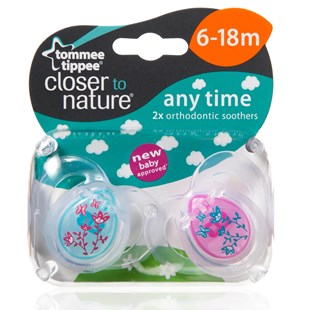 tommee
tippee®
closer to
nature®
6-18m
any time
2x orthodontic soothers
new
baby
approved